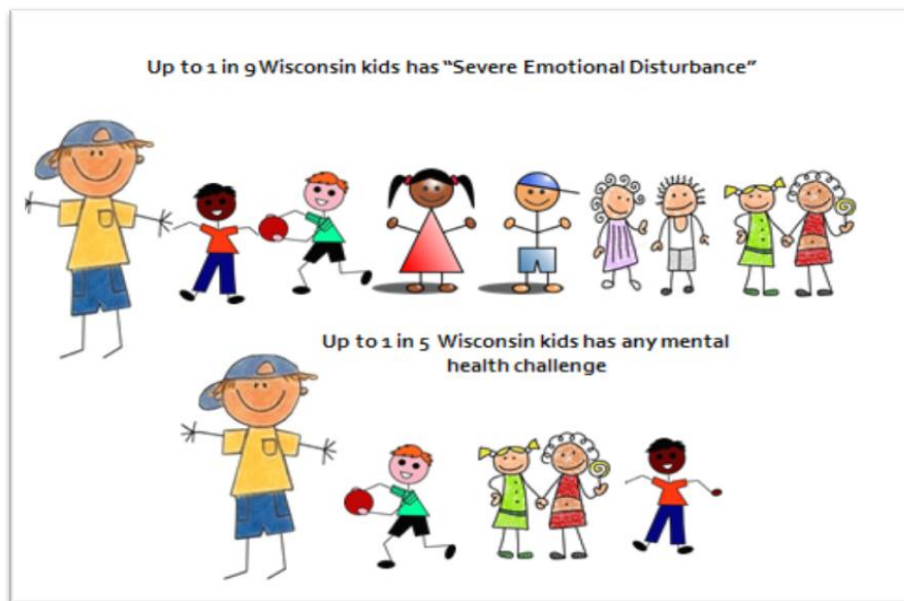 Up to 1 in 9 Wisconsin kids has “Severe Emotional Disturbance”
Up to 1 in 5 Wisconsin kids has any mental
health challenge